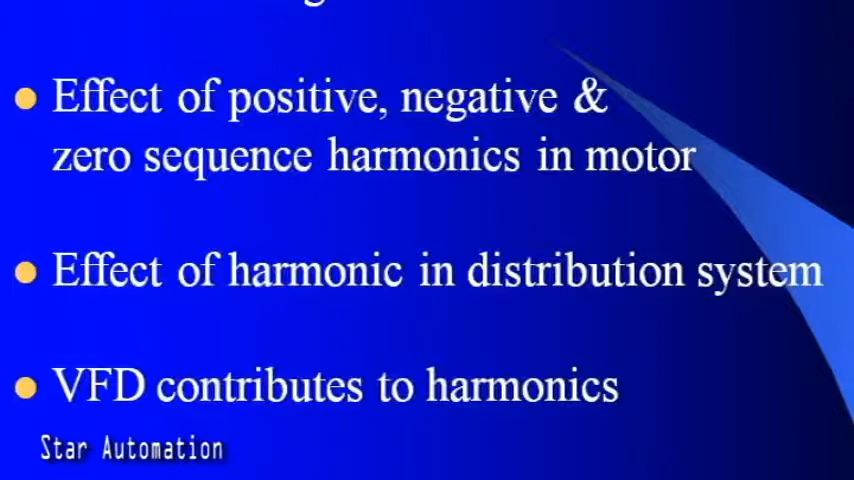 Effect of positive, negative &
zero sequence harmonics in motor
Effect of harmonic in distribution system
VFD contributes to harmonics
Star Automation